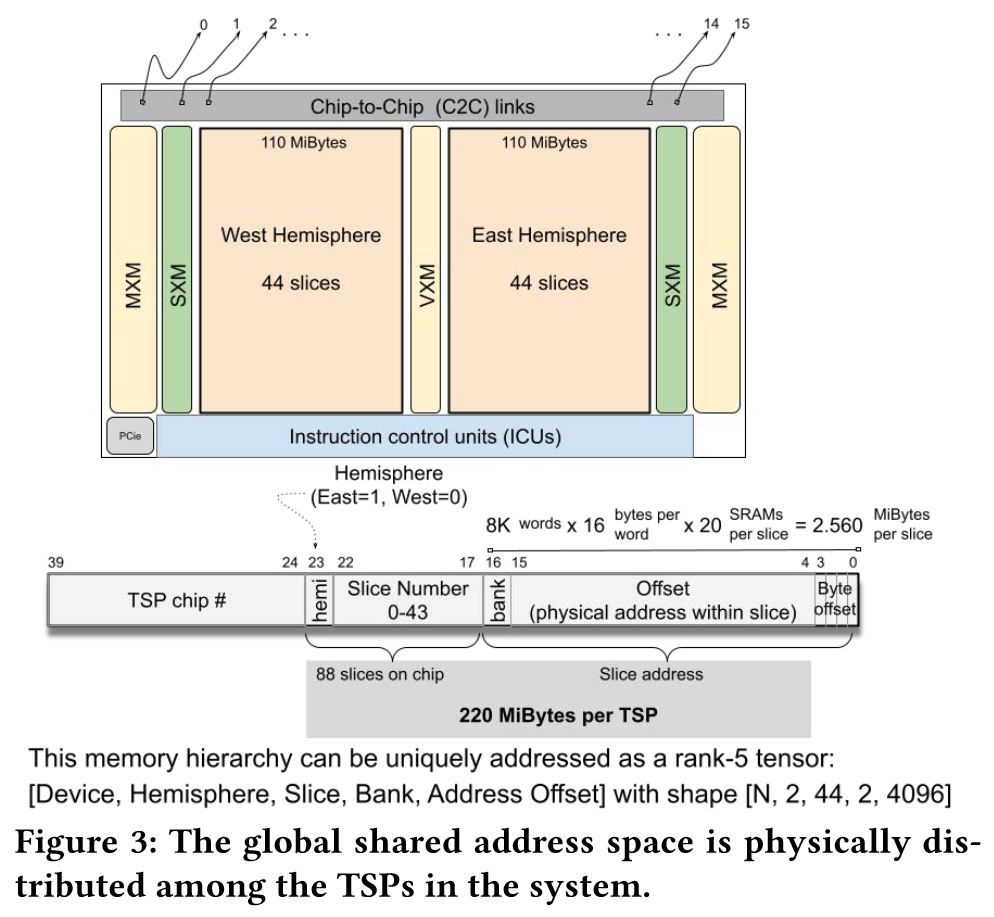 0 1 2 . . . . . . 14 15
Chip-to-Chip (C2C) links
110 MiBytes 110 MiBytes
MXM SXM West Hemisphere VXM East Hemisphere SXM MXM
44 slices 44 slices
PCie Instruction control units (ICUs)
Hemisphere
(East=1, West=0)
8K words x 16 bytes per word x 20 SRAMs per slice = 2.560 MiBytes per slice
39 24 23 22 17 16 15 4 3 0
TSP chip # hemi Slice Number bank Offset Byte
0-43 (physical address within slice) offset
88 slices on chip Slice address
220 MiBytes per TSP
This memory hierarchy can be uniquely addressed as a rank-5 tensor:
[Device, Hemisphere, Slice, Bank, Address Offset] with shape [N, 2, 44, 2, 4096]
Figure 3: The global shared address space is physically dis-
tributed among the TSPs in the system.